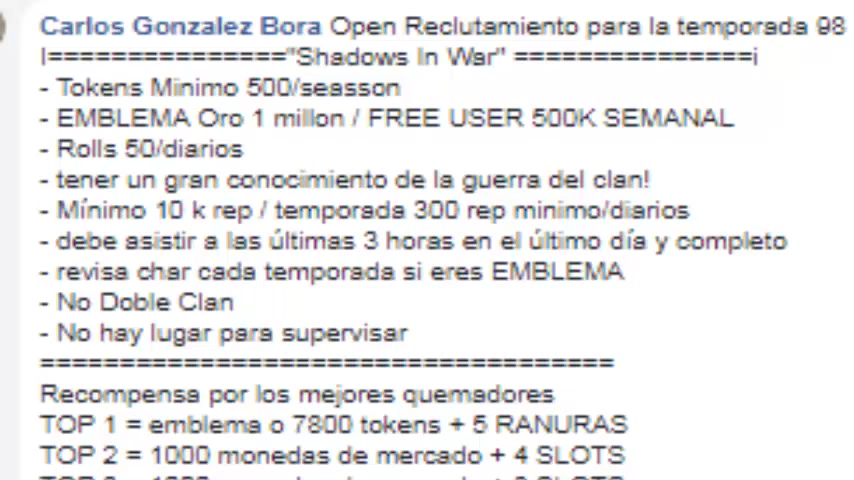 Carlos Gonzalez Bora Open Reclutamiento para la temporada 98
|==============="Shadows In War" ===============i
- Tokens Minimo 500/seasson
- EMBLEMA Oro 1 millon / FREE USER 500K SEMANAL
- Rolls 50/diarios
- tener un gran conocimiento de la guerra del clan!
- Mínimo 10 k rep / temporada 300 rep minimo/diarios
- debe asistir a las últimas 3 horas en el último día y completo
- revisa char cada temporada si eres EMBLEMA
- No Doble Clan
- No hay lugar para supervisar
====================================
Recompensa por los mejores quemadores
TOP 1 = emblema o 7800 tokens + 5 RANURAS
TOP 2 = 1000 monedas de mercado + 4 SLOTS